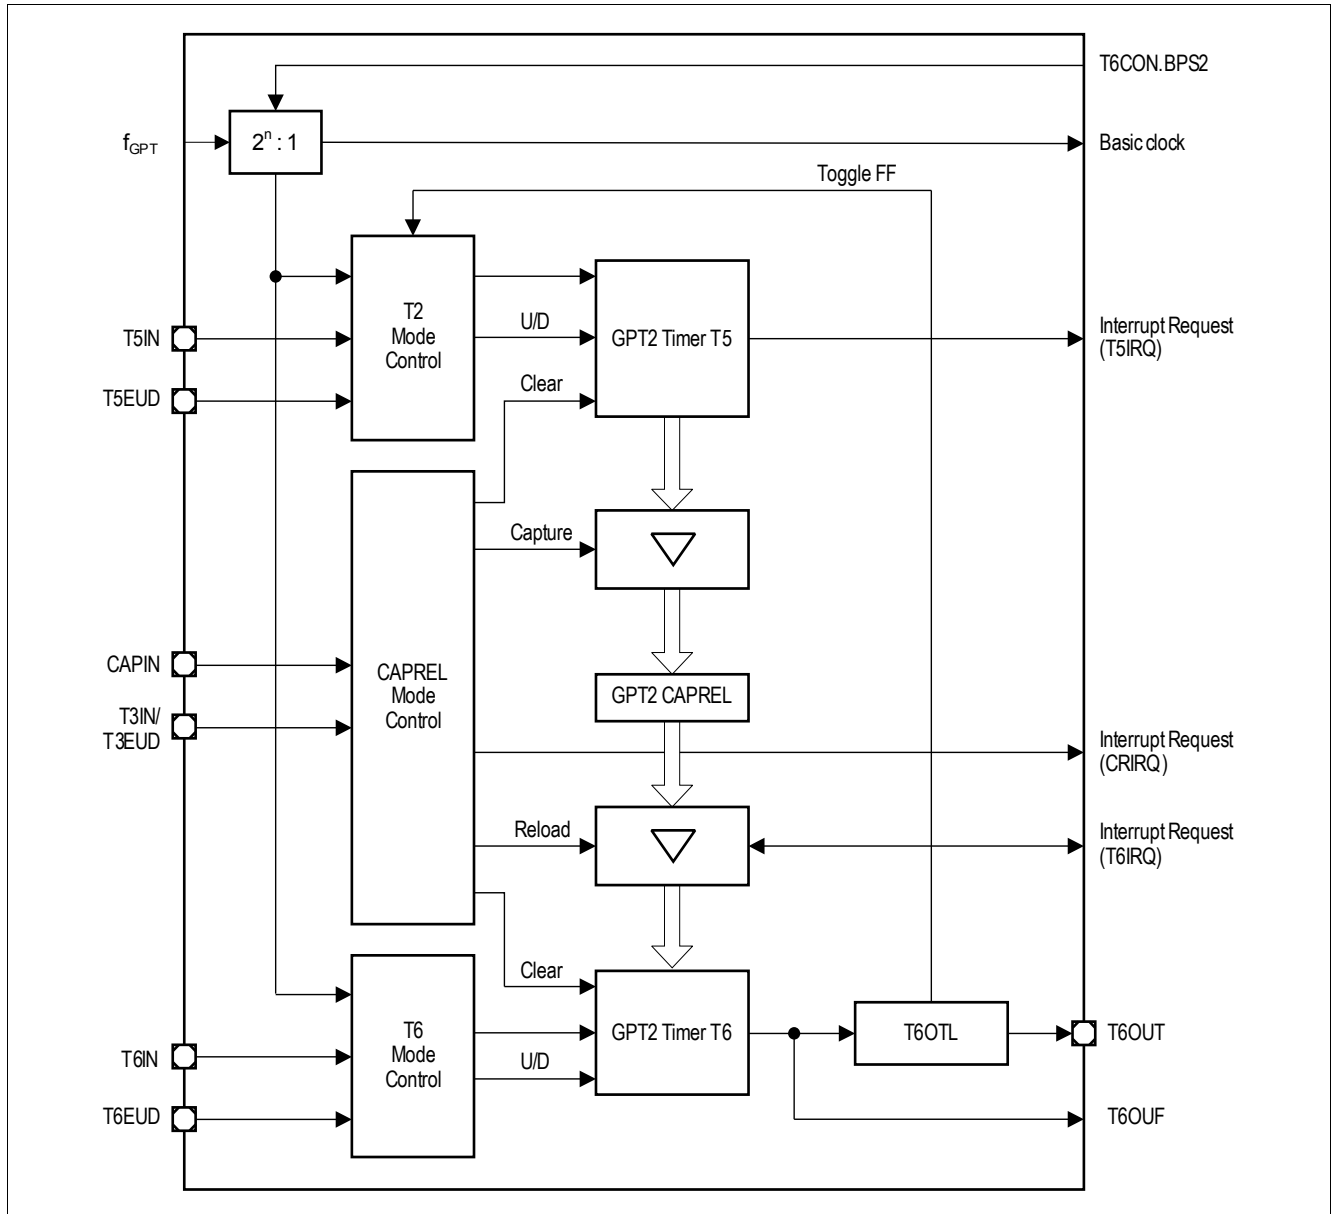 T6CON.BPS2
fGPT
2n : 1
Basic clock
Toggle FF
T2
Mode
Control
U/D
Clear
GPT2 Timer T5
T5IN
T5EUD
Interrupt Request
(T5IRQ)
Capture
CAPIN
T3IN/
T3EUD
CAPREL
Mode
Control
GPT2 CAPREL
Interrupt Request
(CRIRQ)
Reload
Interrupt Request
(T6IRQ)
Clear
T6
Mode
Control
U/D
GPT2 Timer T6
T6OTL
T6OUT
T6IN
T6EUD
T6OUF